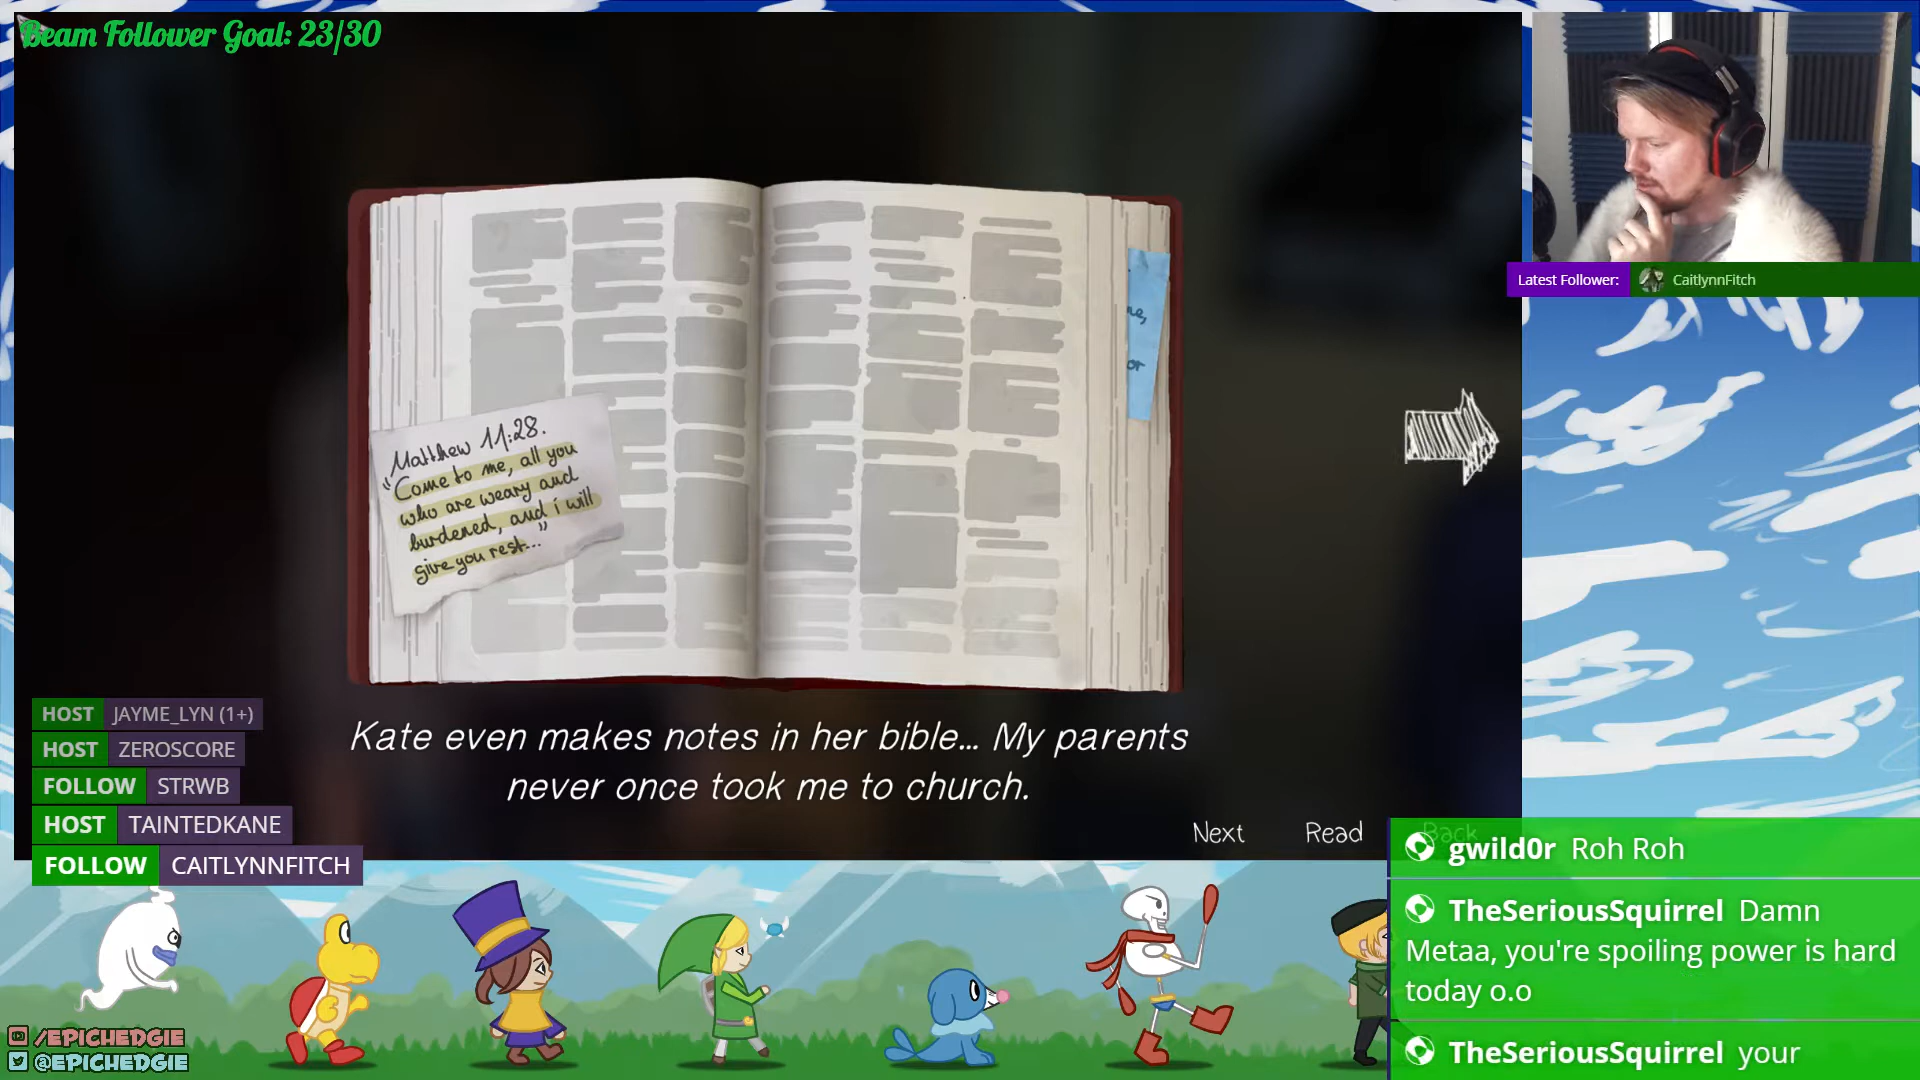 Beam Follower Goal: 23/30
Matthew 11:28.
"Come to me, all you
who are weary and
burdened, and i will
give you rest..."
ne,
or
Latest Follower: CaitlynnFitch
HOST JAYME_LYN (1+)
HOST ZEROSCORE
FOLLOW STRWB
HOST TAINTEDKANE
FOLLOW CAITLYNNFITCH
Kate even makes notes in her bible... My parents
never once took me to church.
Next Read Back
gwild0r Roh Roh
TheSeriousSquirrel Damn
Metaa, you're spoiling power is hard
today o.o
TheSeriousSquirrel your
/EPICHEDGIE
@EPICHEDGIE